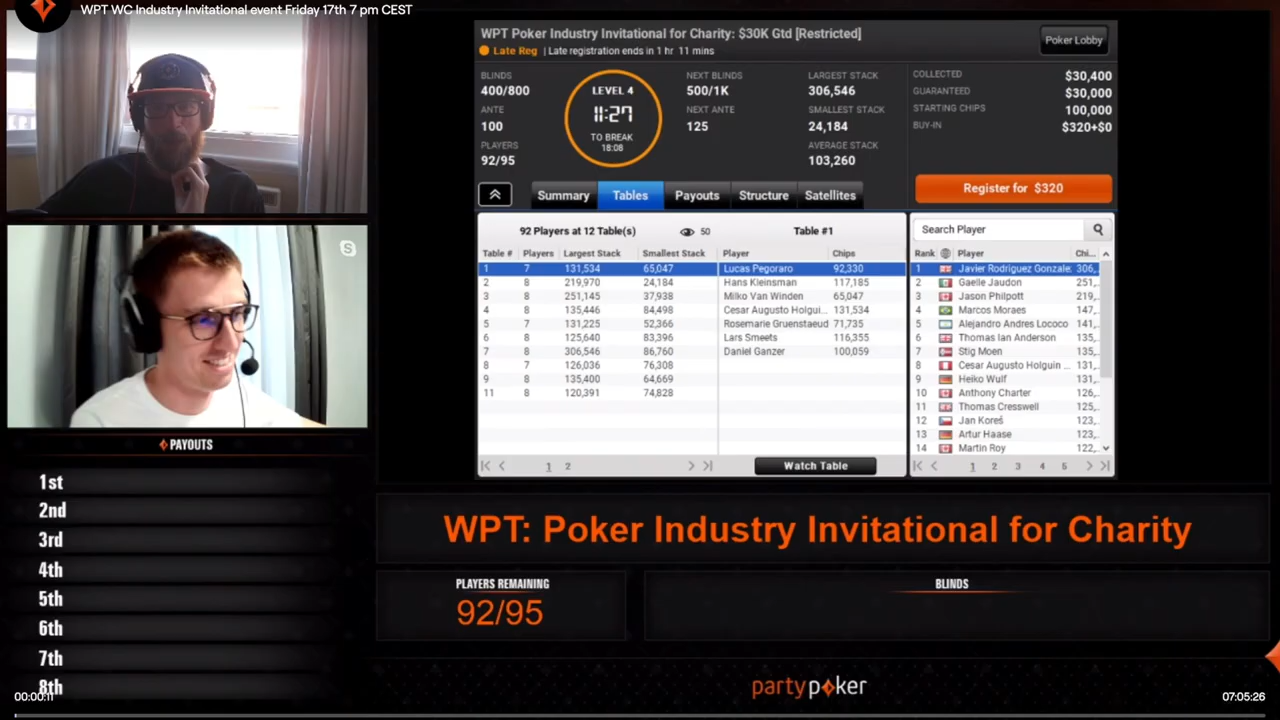 WPT WC Industry Invitational event Friday 17th 7 pm CEST
WPT Poker Industry Invitational for Charity: $30K Gtd [Restricted]
Late Reg | Late registration ends in 1 hr 11 mins
Poker Lobby
BLINDS
400/800
ANTE
100
PLAYERS
92/95
LEVEL 4
11:27
TO BREAK
18:08
NEXT BLINDS
500/1K
NEXT ANTE
125
LARGEST STACK
306,546
SMALLEST STACK
24,184
AVERAGE STACK
103,260
COLLECTED $30,400
GUARANTEED $30,000
STARTING CHIPS 100,000
BUY-IN $320+$0
Summary Tables Payouts Structure Satellites
Register for $320
92 Players at 12 Table(s) 50 Table #1
Table # Players Largest Stack Smallest Stack Player Chips
1 7 131,534 65,047 Lucas Pegoraro 92,330
2 8 219,970 24,184 Hans Kleinsman 117,185
3 8 251,145 37,938 Milko Van Winden 65,047
4 8 135,446 84,498 Cesar Augusto Holgui... 131,534
5 7 131,225 52,366 Rosemarie Gruenstaeud 71,735
6 8 125,640 83,396 Lars Smeets 116,355
7 8 306,546 86,760 Daniel Ganzer 100,059
8 7 126,036 76,308
9 8 135,400 64,669
11 8 120,391 74,828
1 2
Watch Table
Search Player
Rank Player Chi...
1 Javier Rodriguez Gonzale: 306,..
2 Gaelle Jaudon 251,..
3 Jason Philpott 219,..
4 Marcos Moraes 147,..
5 Alejandro Andres Lococo 141,..
6 Thomas Ian Anderson 135,..
7 Stig Moen 135,..
8 Cesar Augusto Holguin ... 131,..
9 Heiko Wulf 131,..
10 Anthony Charter 126,..
11 Thomas Cresswell 125,..
12 Jan Koreš 123,..
13 Artur Haase 123,..
14 Martin Roy 122,..
1 2 3 4 5
PAYOUTS
1st
2nd
3rd
4th
5th
6th
7th
8th
WPT: Poker Industry Invitational for Charity
PLAYERS REMAINING
92/95
BLINDS
partypoker
00:00:11
07:05:26